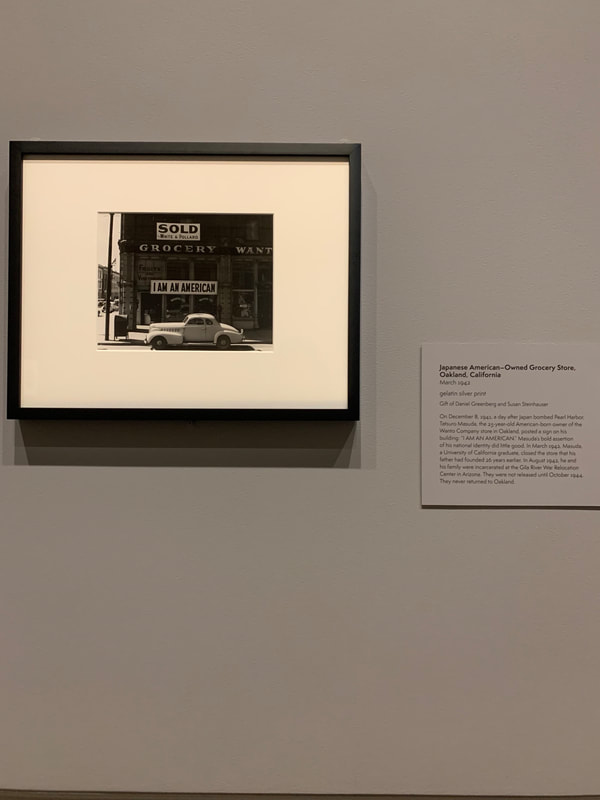 SOLD
WHITE & POLLARD
GROCERY WANT
I AM AN AMERICAN
Japanese American–Owned Grocery Store,
Oakland, California
March 1942
gelatin silver print
Gift of Daniel Greenberg and Susan Steinhauser
On December 8, 1941, a day after Japan bombed Pearl Harbor,
Tatsuro Masuda, the 25-year-old American-born owner of the
Wanto Company store in Oakland, posted a sign on his
building: "I AM AN AMERICAN." Masuda's bold assertion
of his national identity did little good. In March 1942, Masuda,
a University of California graduate, closed the store that his
father had founded 26 years earlier. In August 1942, he and
his family were incarcerated at the Gila River War Relocation
Center in Arizona. They were not released until October 1944.
They never returned to Oakland.